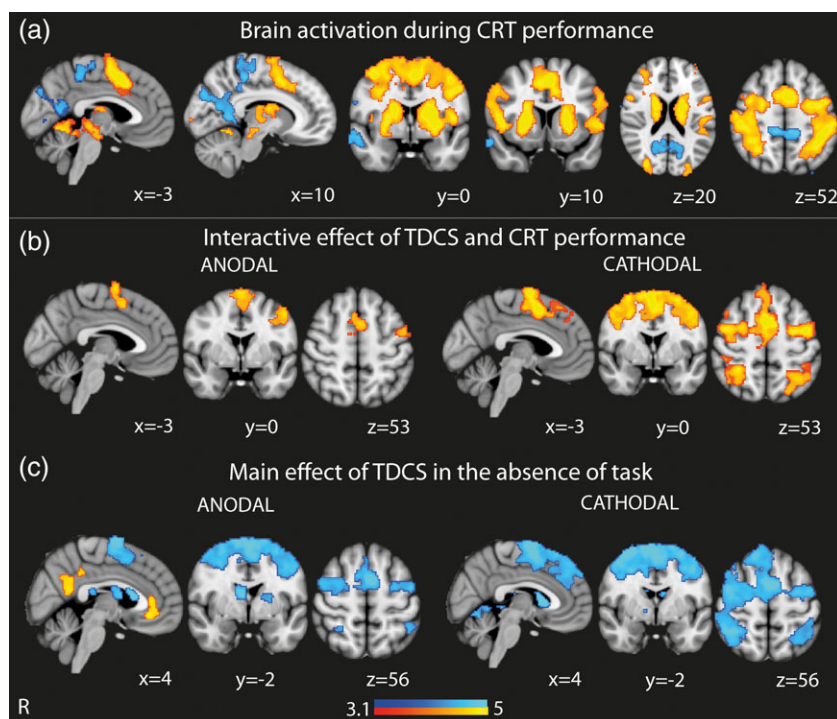 (a) Brain activation during CRT performance
x=-3 x=10 y=0 y=10 z=20 z=52
(b) Interactive effect of TDCS and CRT performance
ANODAL CATHODAL
x=-3 y=0 z=53 x=-3 y=0 z=53
(c) Main effect of TDCS in the absence of task
ANODAL CATHODAL
x=4 y=-2 z=56 x=4 y=-2 z=56
R 3.1 5